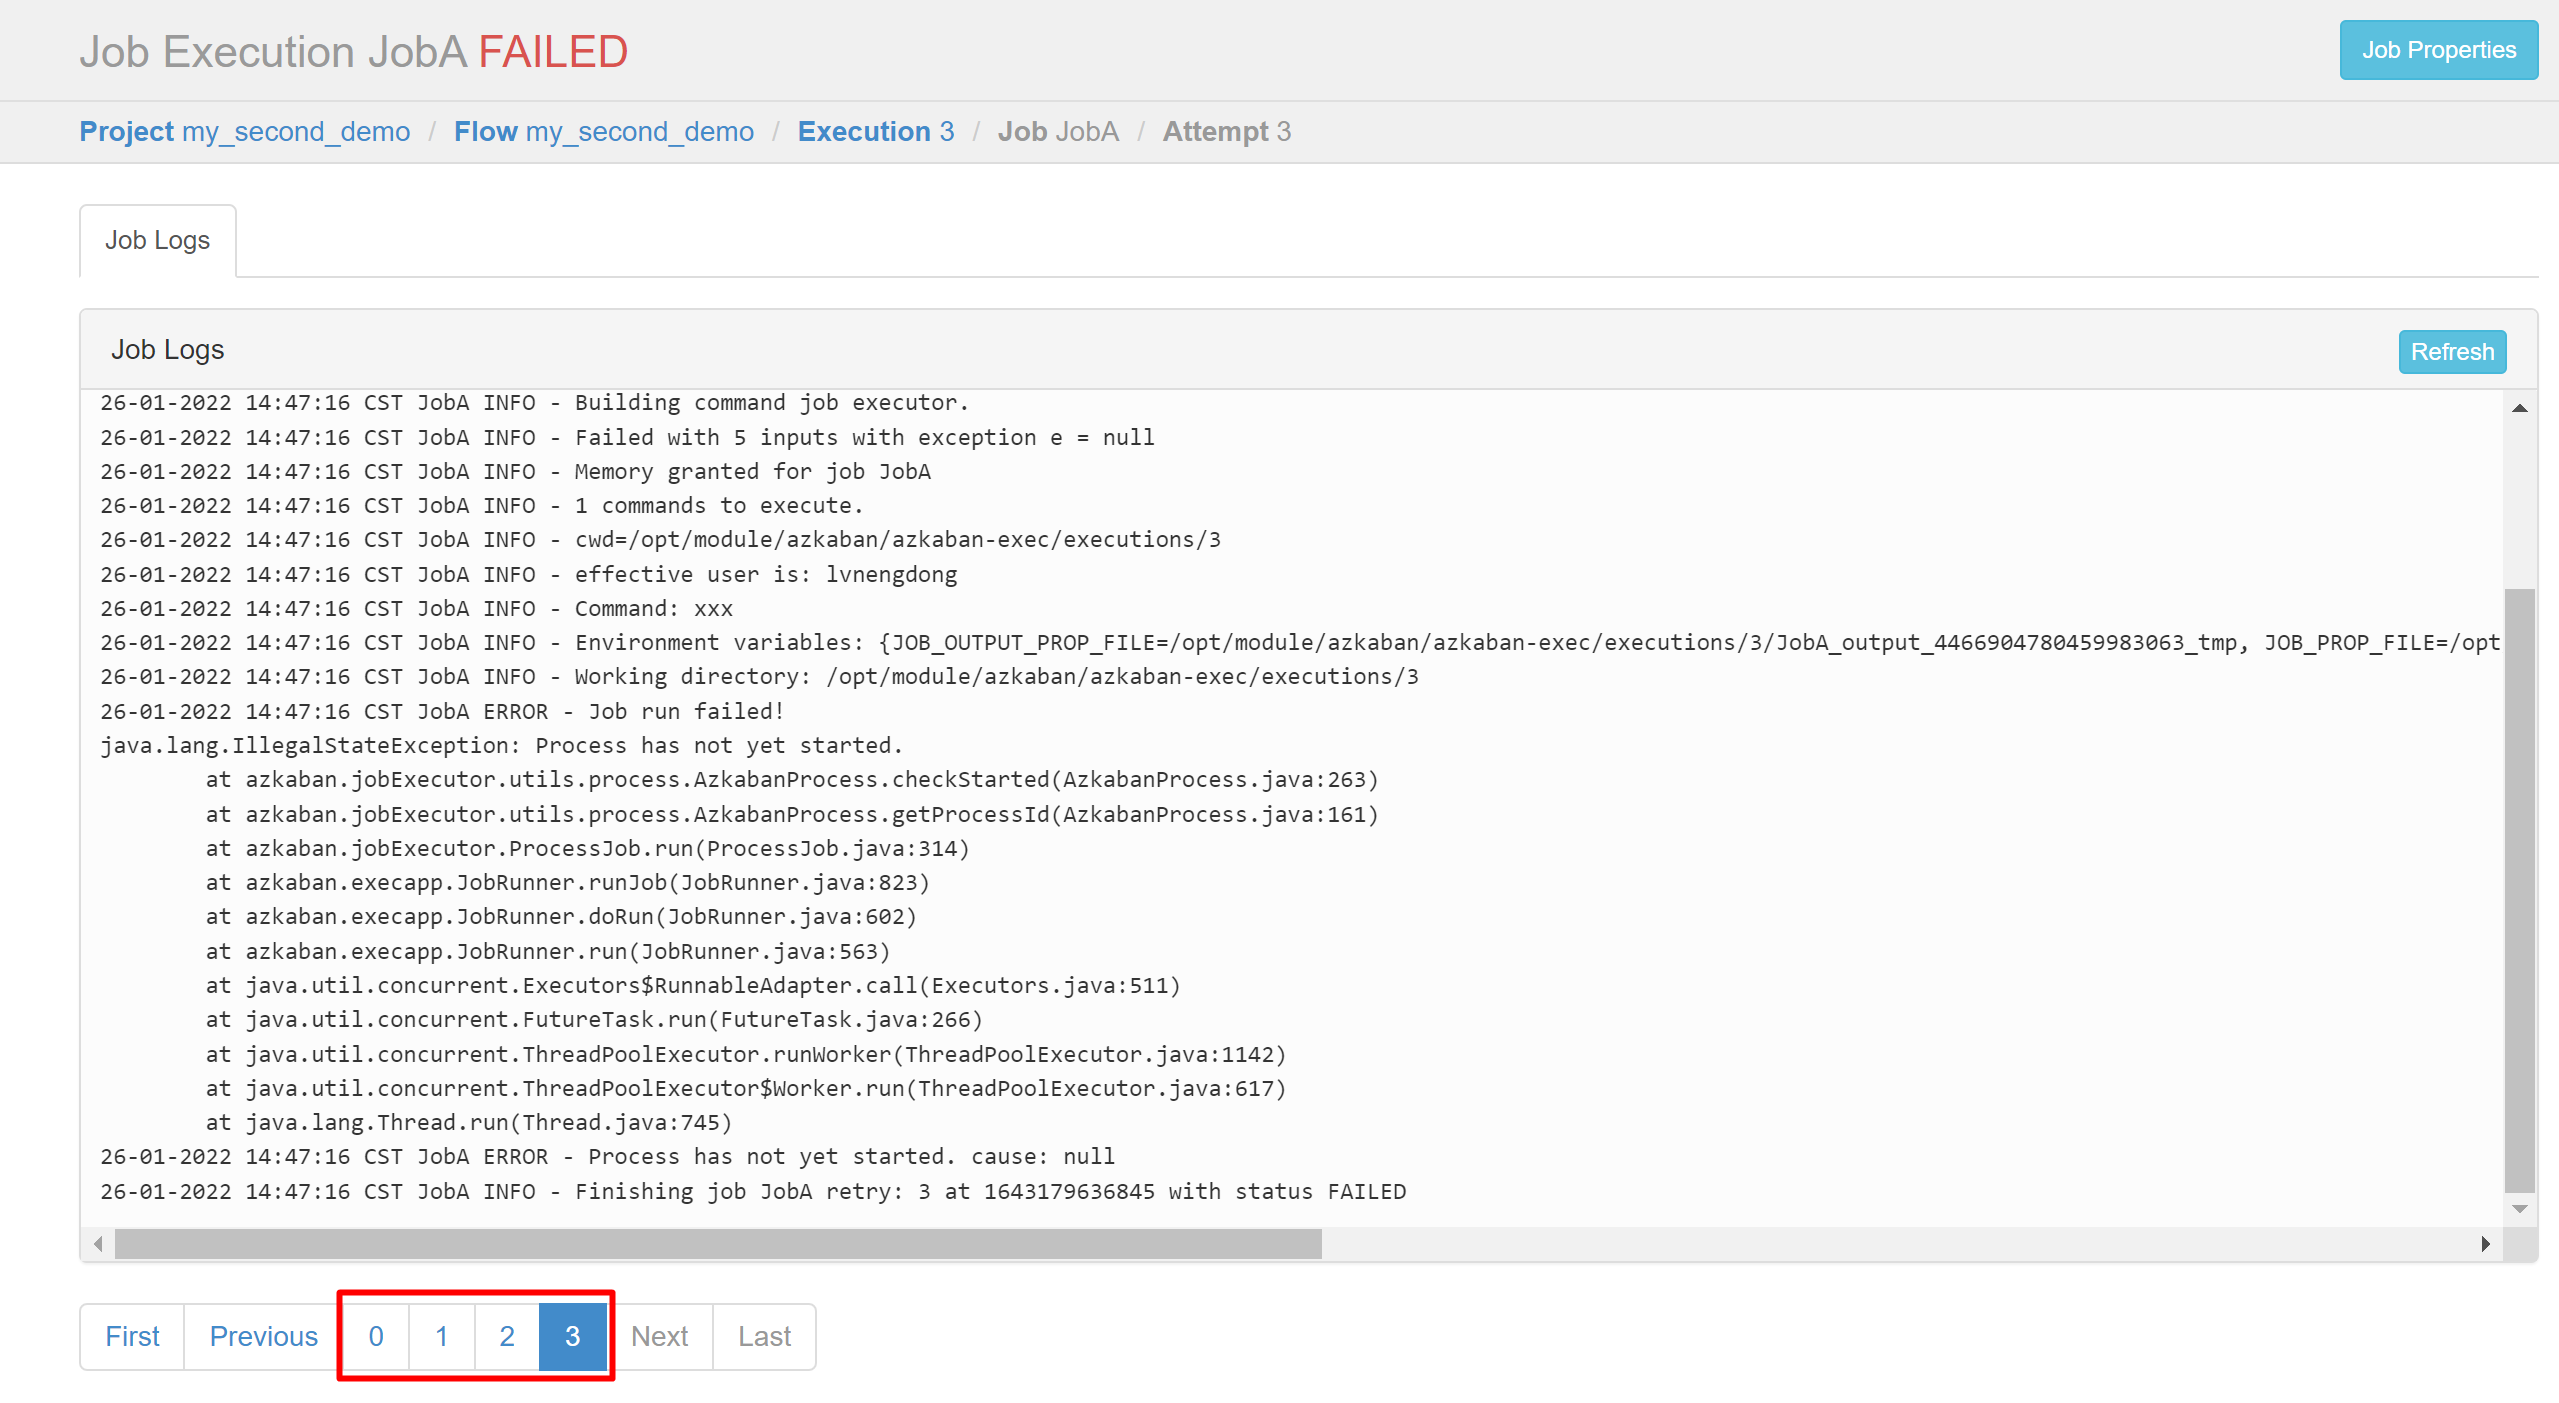 Job Execution JobA FAILED
Job Properties
Project my_second_demo / Flow my_second_demo / Execution 3 / Job JobA / Attempt 3
Job Logs
Job Logs
Refresh
26-01-2022 14:47:16 CST JobA INFO - Building command job executor.
26-01-2022 14:47:16 CST JobA INFO - Failed with 5 inputs with exception e = null
26-01-2022 14:47:16 CST JobA INFO - Memory granted for job JobA
26-01-2022 14:47:16 CST JobA INFO - 1 commands to execute.
26-01-2022 14:47:16 CST JobA INFO - cwd=/opt/module/azkaban/azkaban-exec/executions/3
26-01-2022 14:47:16 CST JobA INFO - effective user is: lvnengdong
26-01-2022 14:47:16 CST JobA INFO - Command: xxx
26-01-2022 14:47:16 CST JobA INFO - Environment variables: {JOB_OUTPUT_PROP_FILE=/opt/module/azkaban/azkaban-exec/executions/3/JobA_output_4466904780459983063_tmp, JOB_PROP_FILE=/opt
26-01-2022 14:47:16 CST JobA INFO - Working directory: /opt/module/azkaban/azkaban-exec/executions/3
26-01-2022 14:47:16 CST JobA ERROR - Job run failed!
java.lang.IllegalStateException: Process has not yet started.
at azkaban.jobExecutor.utils.process.AzkabanProcess.checkStarted(AzkabanProcess.java:263)
at azkaban.jobExecutor.utils.process.AzkabanProcess.getProcessId(AzkabanProcess.java:161)
at azkaban.jobExecutor.ProcessJob.run(ProcessJob.java:314)
at azkaban.execapp.JobRunner.runJob(JobRunner.java:823)
at azkaban.execapp.JobRunner.doRun(JobRunner.java:602)
at azkaban.execapp.JobRunner.run(JobRunner.java:563)
at java.util.concurrent.Executors$RunnableAdapter.call(Executors.java:511)
at java.util.concurrent.FutureTask.run(FutureTask.java:266)
at java.util.concurrent.ThreadPoolExecutor.runWorker(ThreadPoolExecutor.java:1142)
at java.util.concurrent.ThreadPoolExecutor$Worker.run(ThreadPoolExecutor.java:617)
at java.lang.Thread.run(Thread.java:745)
26-01-2022 14:47:16 CST JobA ERROR - Process has not yet started. cause: null
26-01-2022 14:47:16 CST JobA INFO - Finishing job JobA retry: 3 at 1643179636845 with status FAILED
First Previous 0 1 2 3 Next Last